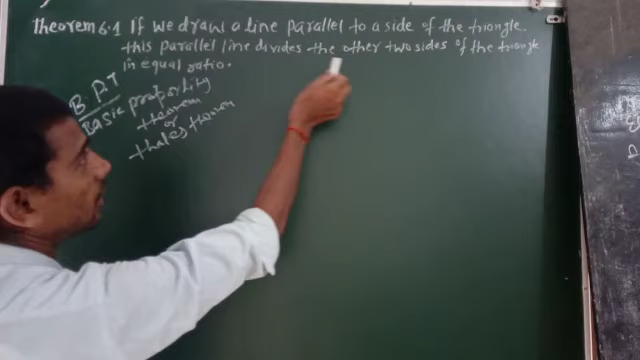 Theorem 6.1 If we draw a line parallel to a side of the triangle.
this parallel line divides the other two sides of the triangle
in equal ratio.
B.P.T
Basic proportility
theorem
or
thales theorem